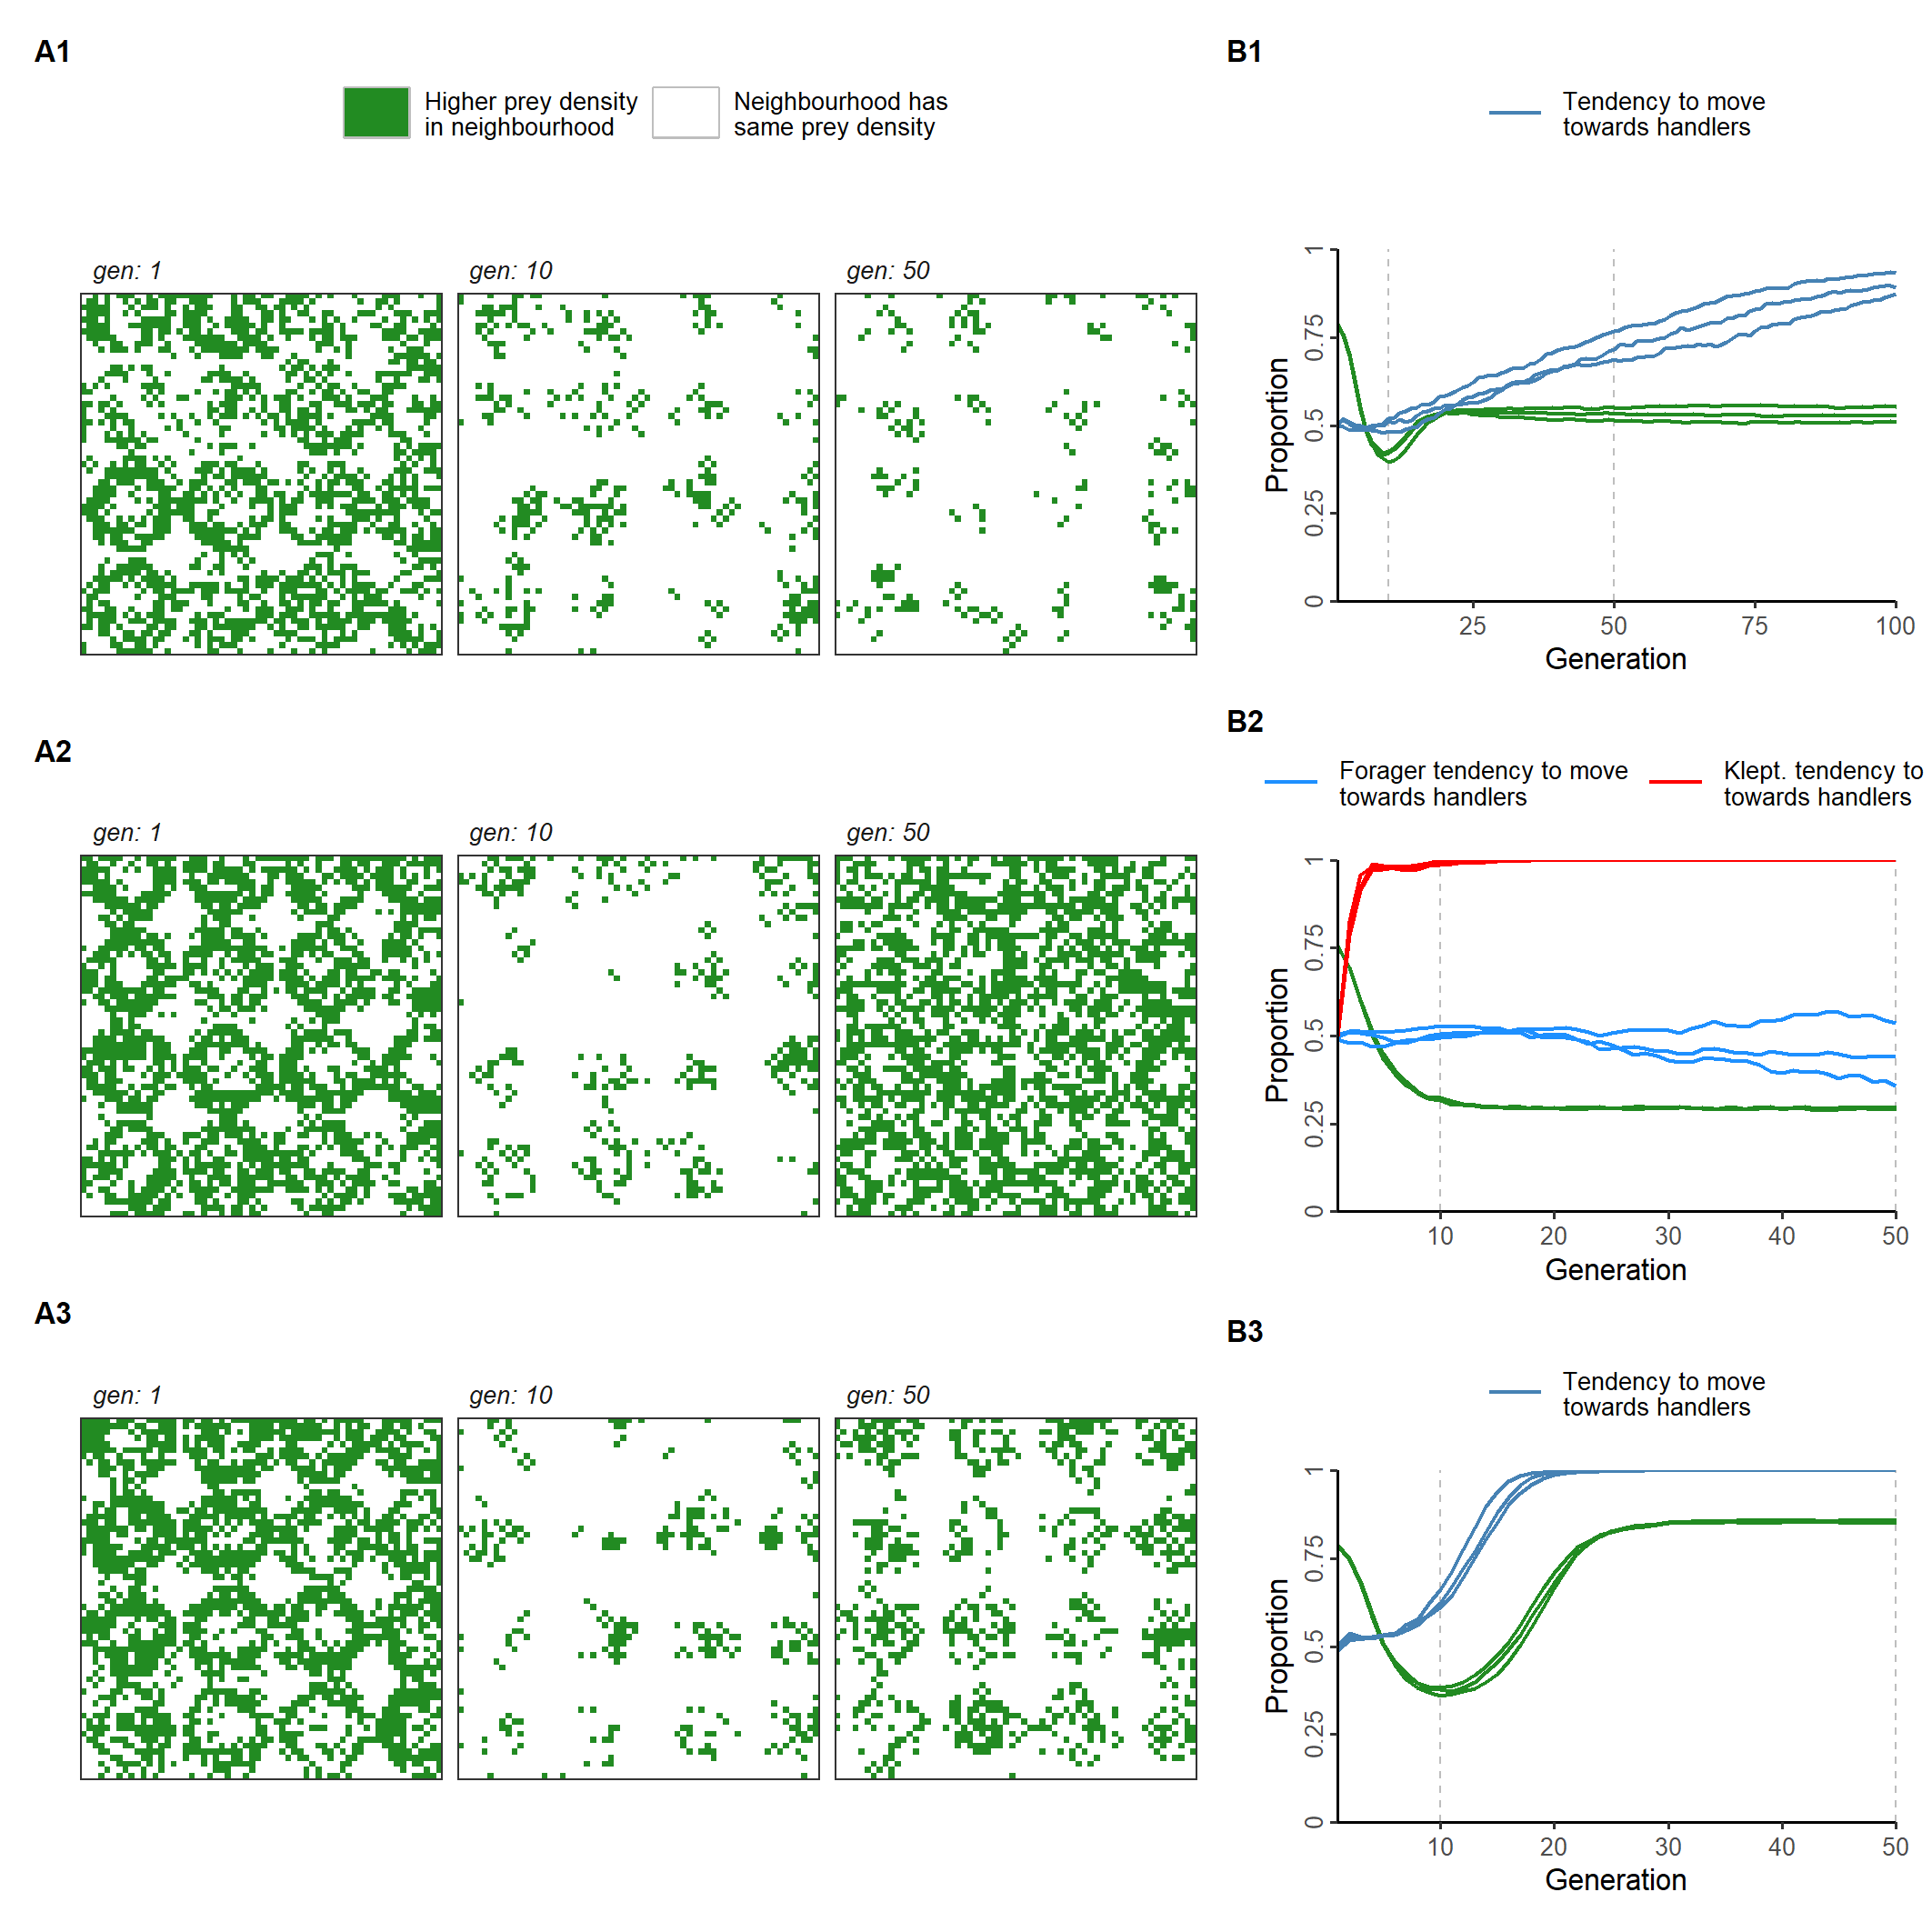 A1
Higher prey density
in neighbourhood
Neighbourhood has
same prey density
gen: 1
gen: 10
gen: 50
B1
Tendency to move
towards handlers
1
0.75
0.5
0.25
0
Proportion
25
50
75
100
Generation
A2
gen: 1
gen: 10
gen: 50
B2
Forager tendency to move
towards handlers
Klept. tendency to
towards handlers
1
0.75
0.5
0.25
0
Proportion
10
20
30
40
50
Generation
A3
gen: 1
gen: 10
gen: 50
B3
Tendency to move
towards handlers
1
0.75
0.5
0.25
0
Proportion
10
20
30
40
50
Generation